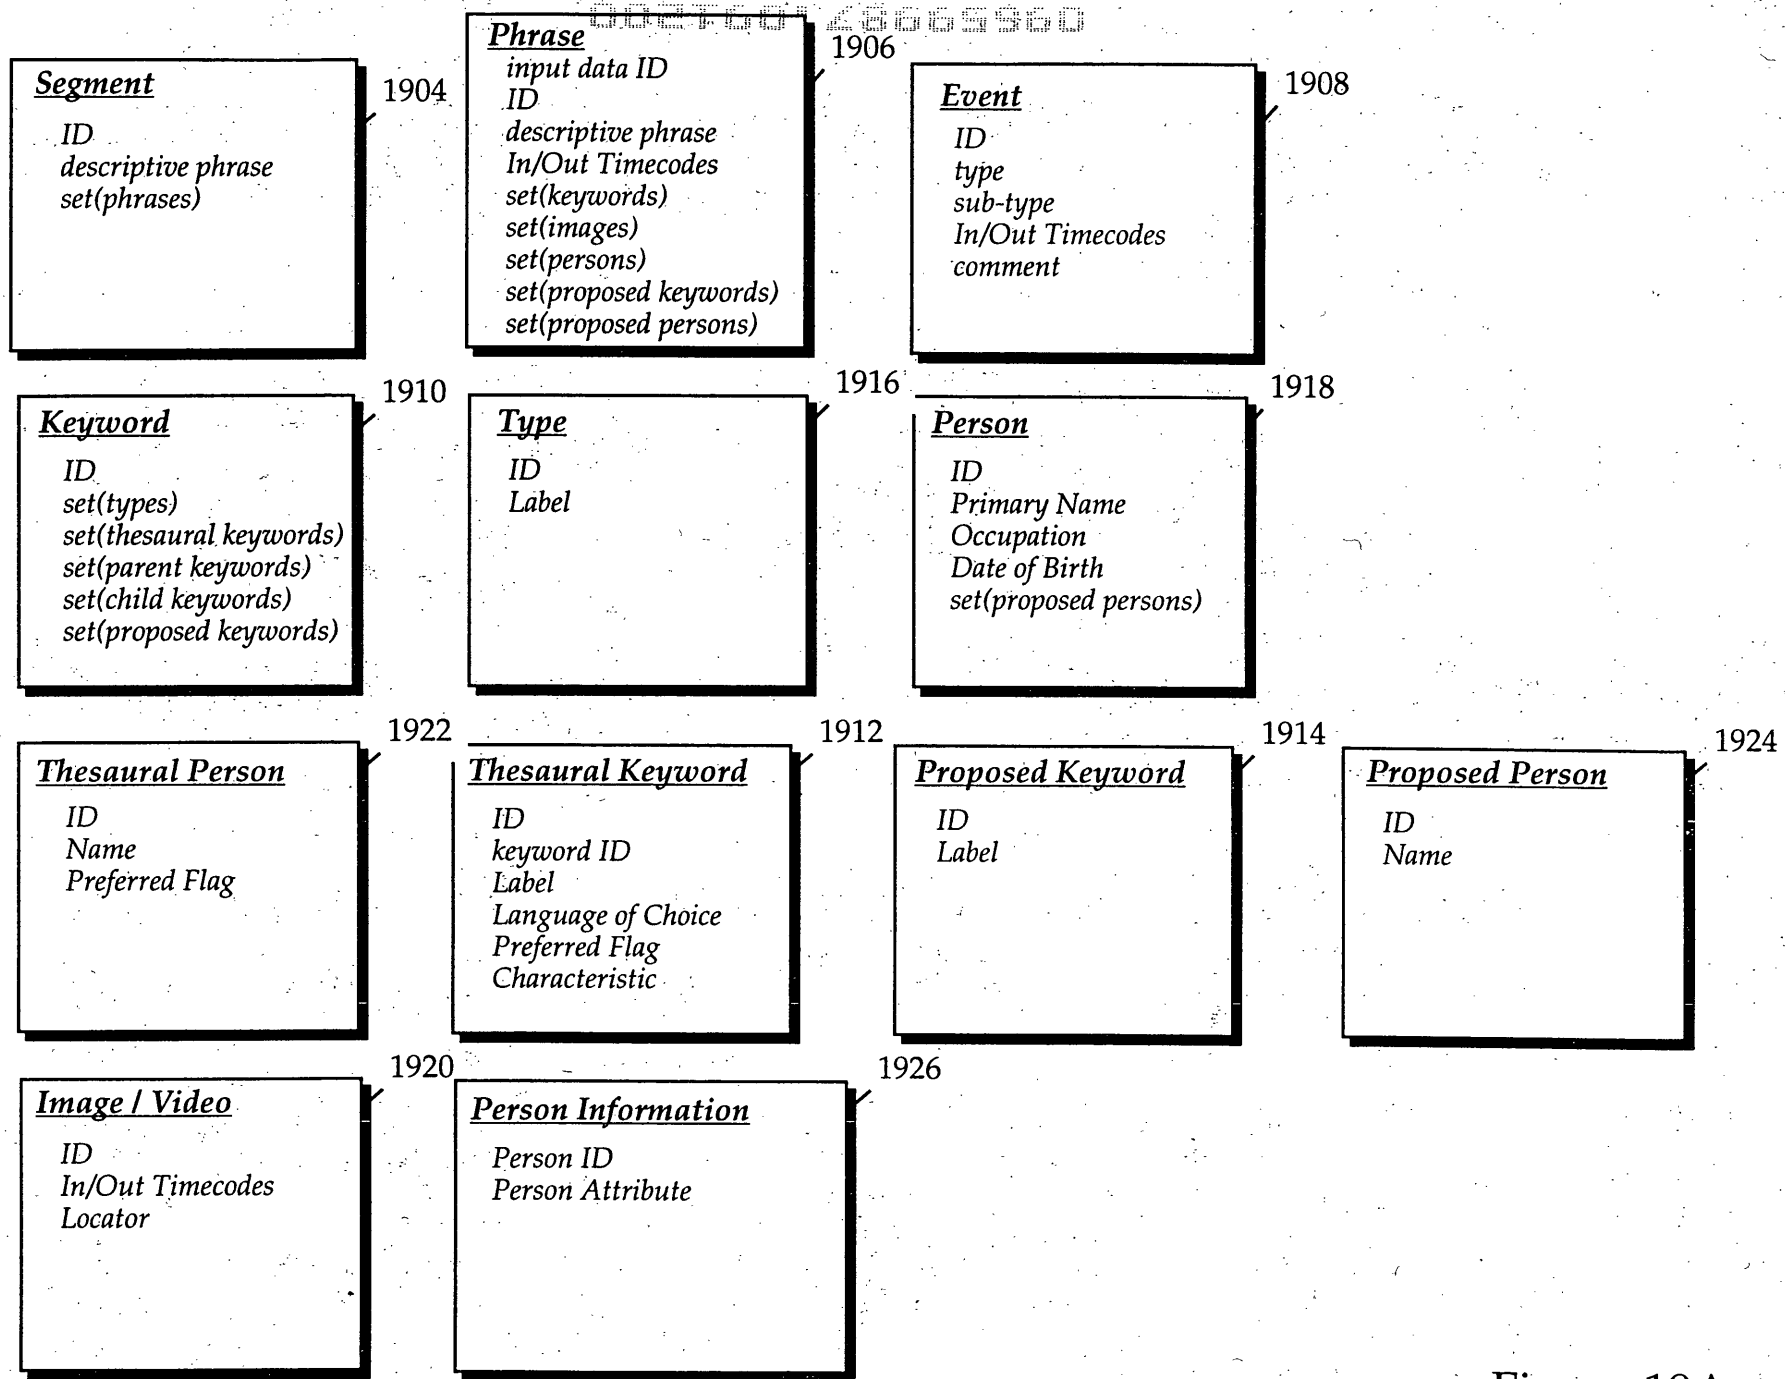 Segment
1904
ID
descriptive phrase
set(phrases)
Phrase
1906
input data ID
ID
descriptive phrase
In/Out Timecodes
set(keywords)
set(images)
set(persons)
set(proposed keywords)
set(proposed persons)
Event
1908
ID
type
sub-type
In/Out Timecodes
comment
Keyword
1910
ID
set(types)
set(thesaural keywords)
set(parent keywords)
set(child keywords)
set(proposed keywords)
Type
1916
ID
Label
Person
1918
ID
Primary Name
Occupation
Date of Birth
set(proposed persons)
Thesaural Person
1922
ID
Name
Preferred Flag
Thesaural Keyword
1912
ID
keyword ID
Label
Language of Choice
Preferred Flag
Characteristic
Proposed Keyword
1914
ID
Label
Proposed Person
1924
ID
Name
Image / Video
1920
ID
In/Out Timecodes
Locator
Person Information
1926
Person ID
Person Attribute